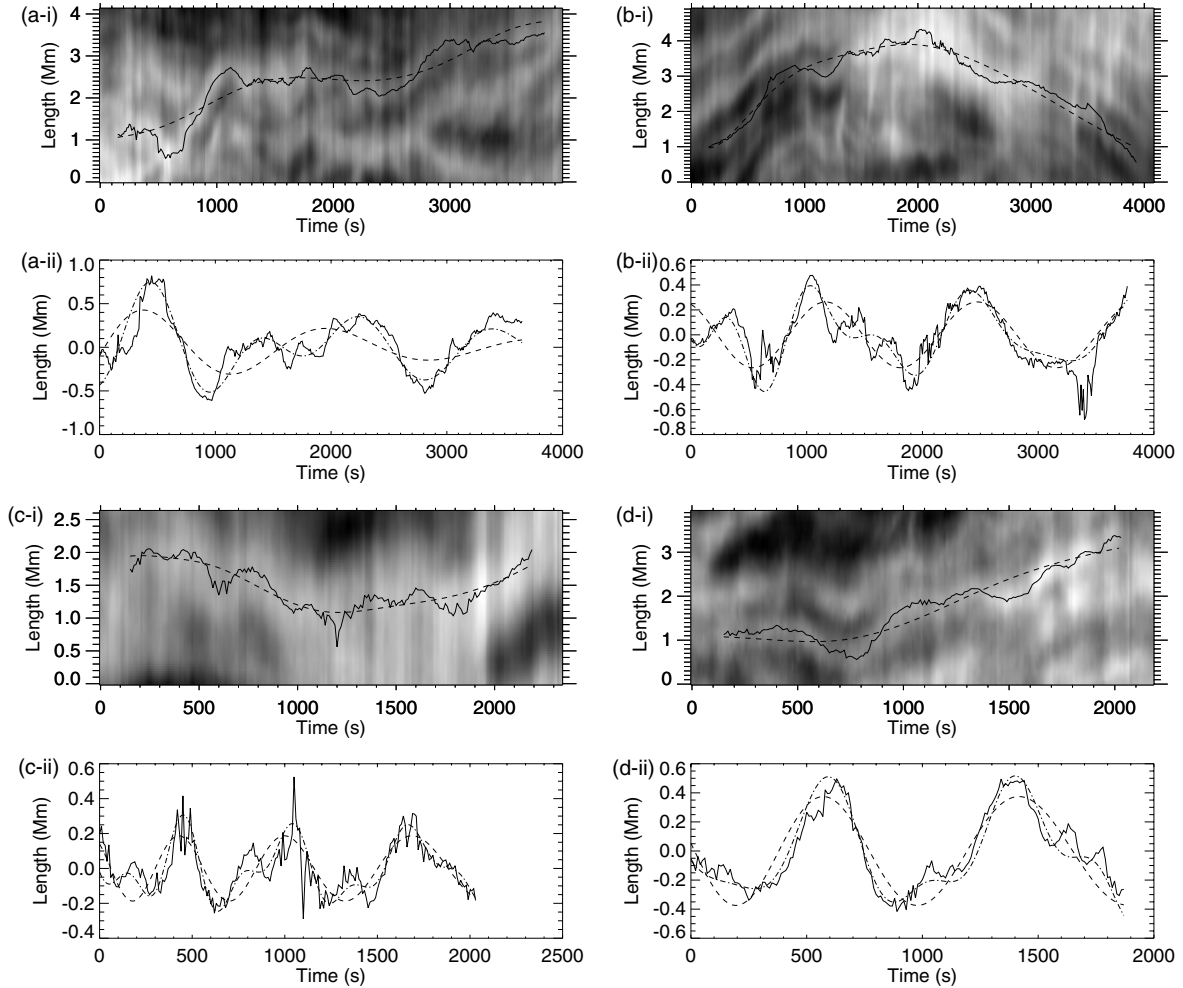 (a-i)
Length (Mm)
4
3
2
1
0
0 1000 2000 3000
Time (s)
(b-i)
Length (Mm)
4
3
2
1
0
0 1000 2000 3000 4000
Time (s)
(a-ii)
Length (Mm)
1.0
0.5
0.0
-0.5
-1.0
0 1000 2000 3000 4000
Time (s)
(b-ii)
Length (Mm)
0.6
0.4
0.2
0.0
-0.2
-0.4
-0.6
-0.8
0 1000 2000 3000 4000
Time (s)
(c-i)
Length (Mm)
2.5
2.0
1.5
1.0
0.5
0.0
0 500 1000 1500 2000
Time (s)
(d-i)
Length (Mm)
3
2
1
0
0 500 1000 1500 2000
Time (s)
(c-ii)
Length (Mm)
0.6
0.4
0.2
0.0
-0.2
-0.4
0 500 1000 1500 2000 2500
Time (s)
(d-ii)
Length (Mm)
0.6
0.4
0.2
0.0
-0.2
-0.4
-0.6
0 500 1000 1500 2000
Time (s)